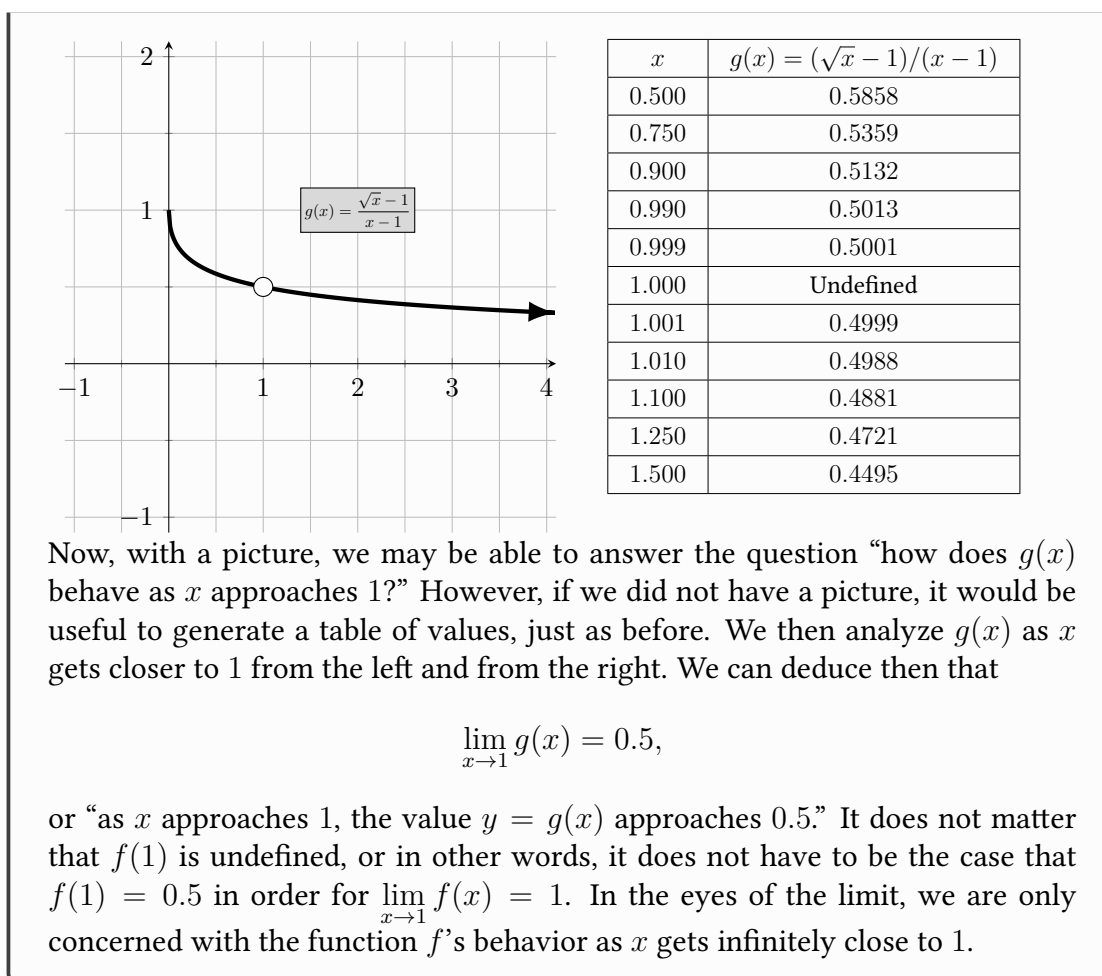 2
1
−1
−1
1
2
3
4
g(x) = (√x − 1)/(x − 1)
x g(x) = (√x − 1)/(x − 1)
0.500 0.5858
0.750 0.5359
0.900 0.5132
0.990 0.5013
0.999 0.5001
1.000 Undefined
1.001 0.4999
1.010 0.4988
1.100 0.4881
1.250 0.4721
1.500 0.4495
Now, with a picture, we may be able to answer the question “how does g(x)
behave as x approaches 1?” However, if we did not have a picture, it would be
useful to generate a table of values, just as before. We then analyze g(x) as x
gets closer to 1 from the left and from the right. We can deduce then that
lim x→1 g(x) = 0.5,
or “as x approaches 1, the value y = g(x) approaches 0.5.” It does not matter
that f(1) is undefined, or in other words, it does not have to be the case that
f(1) = 0.5 in order for lim x→1 f(x) = 1. In the eyes of the limit, we are only
concerned with the function f’s behavior as x gets infinitely close to 1.